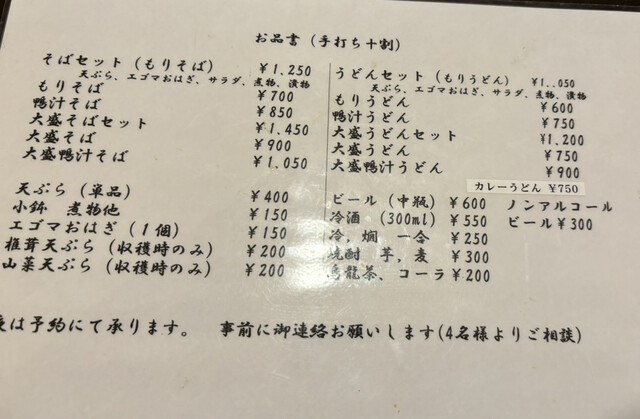 お品書(手打ち十割)
そばセット(もりそば) ¥1,250
天ぷら、エゴマおはぎ、サラダ、煮物、漬物
もりそば ¥700
鴨汁そば ¥850
大盛そばセット ¥1,450
大盛そば ¥900
大盛鴨汁そば ¥1,050
天ぷら(単品) ¥400
小鉢 煮物他 ¥150
エゴマおはぎ(1個) ¥150
椎茸天ぷら(収穫時のみ) ¥200
山菜天ぷら(収穫時のみ) ¥200
うどんセット(もりうどん) ¥1,050
天ぷら、エゴマおはぎ、サラダ、煮物、漬物
もりうどん ¥600
鴨汁うどん ¥750
大盛うどんセット ¥1,200
大盛うどん ¥750
大盛鴨汁うどん ¥900
カレーうどん ¥750
ビール(中瓶) ¥600 ノンアルコール
冷酒(300ml) ¥550 ビール¥300
冷,燗 一合 ¥250
焼酎 芋,麦 ¥300
烏龍茶、コーラ ¥200
は予約にて承ります。 事前に御連絡お願いします(4名様よりご相談)